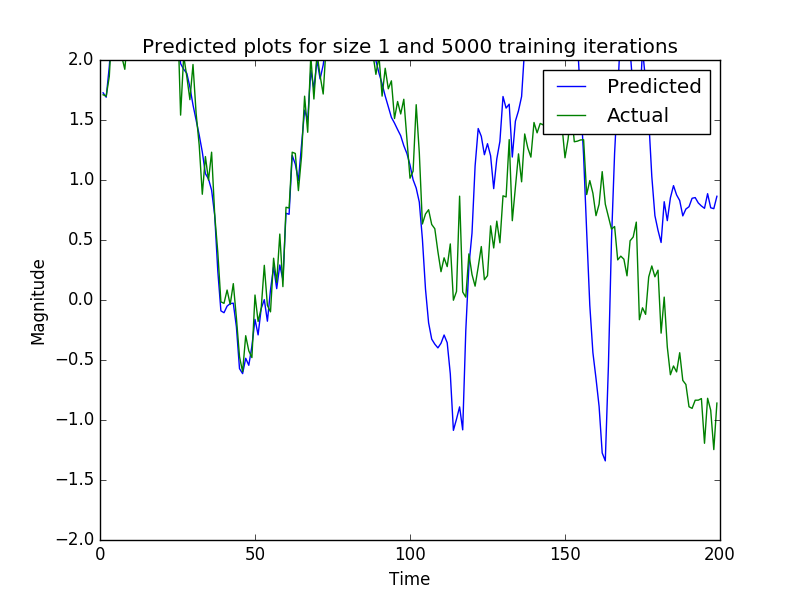 Predicted plots for size 1 and 5000 training iterations
Predicted
Actual
2.0
1.5
1.0
0.5
0.0
−0.5
−1.0
−1.5
−2.0
Magnitude
0 50 100 150 200
Time